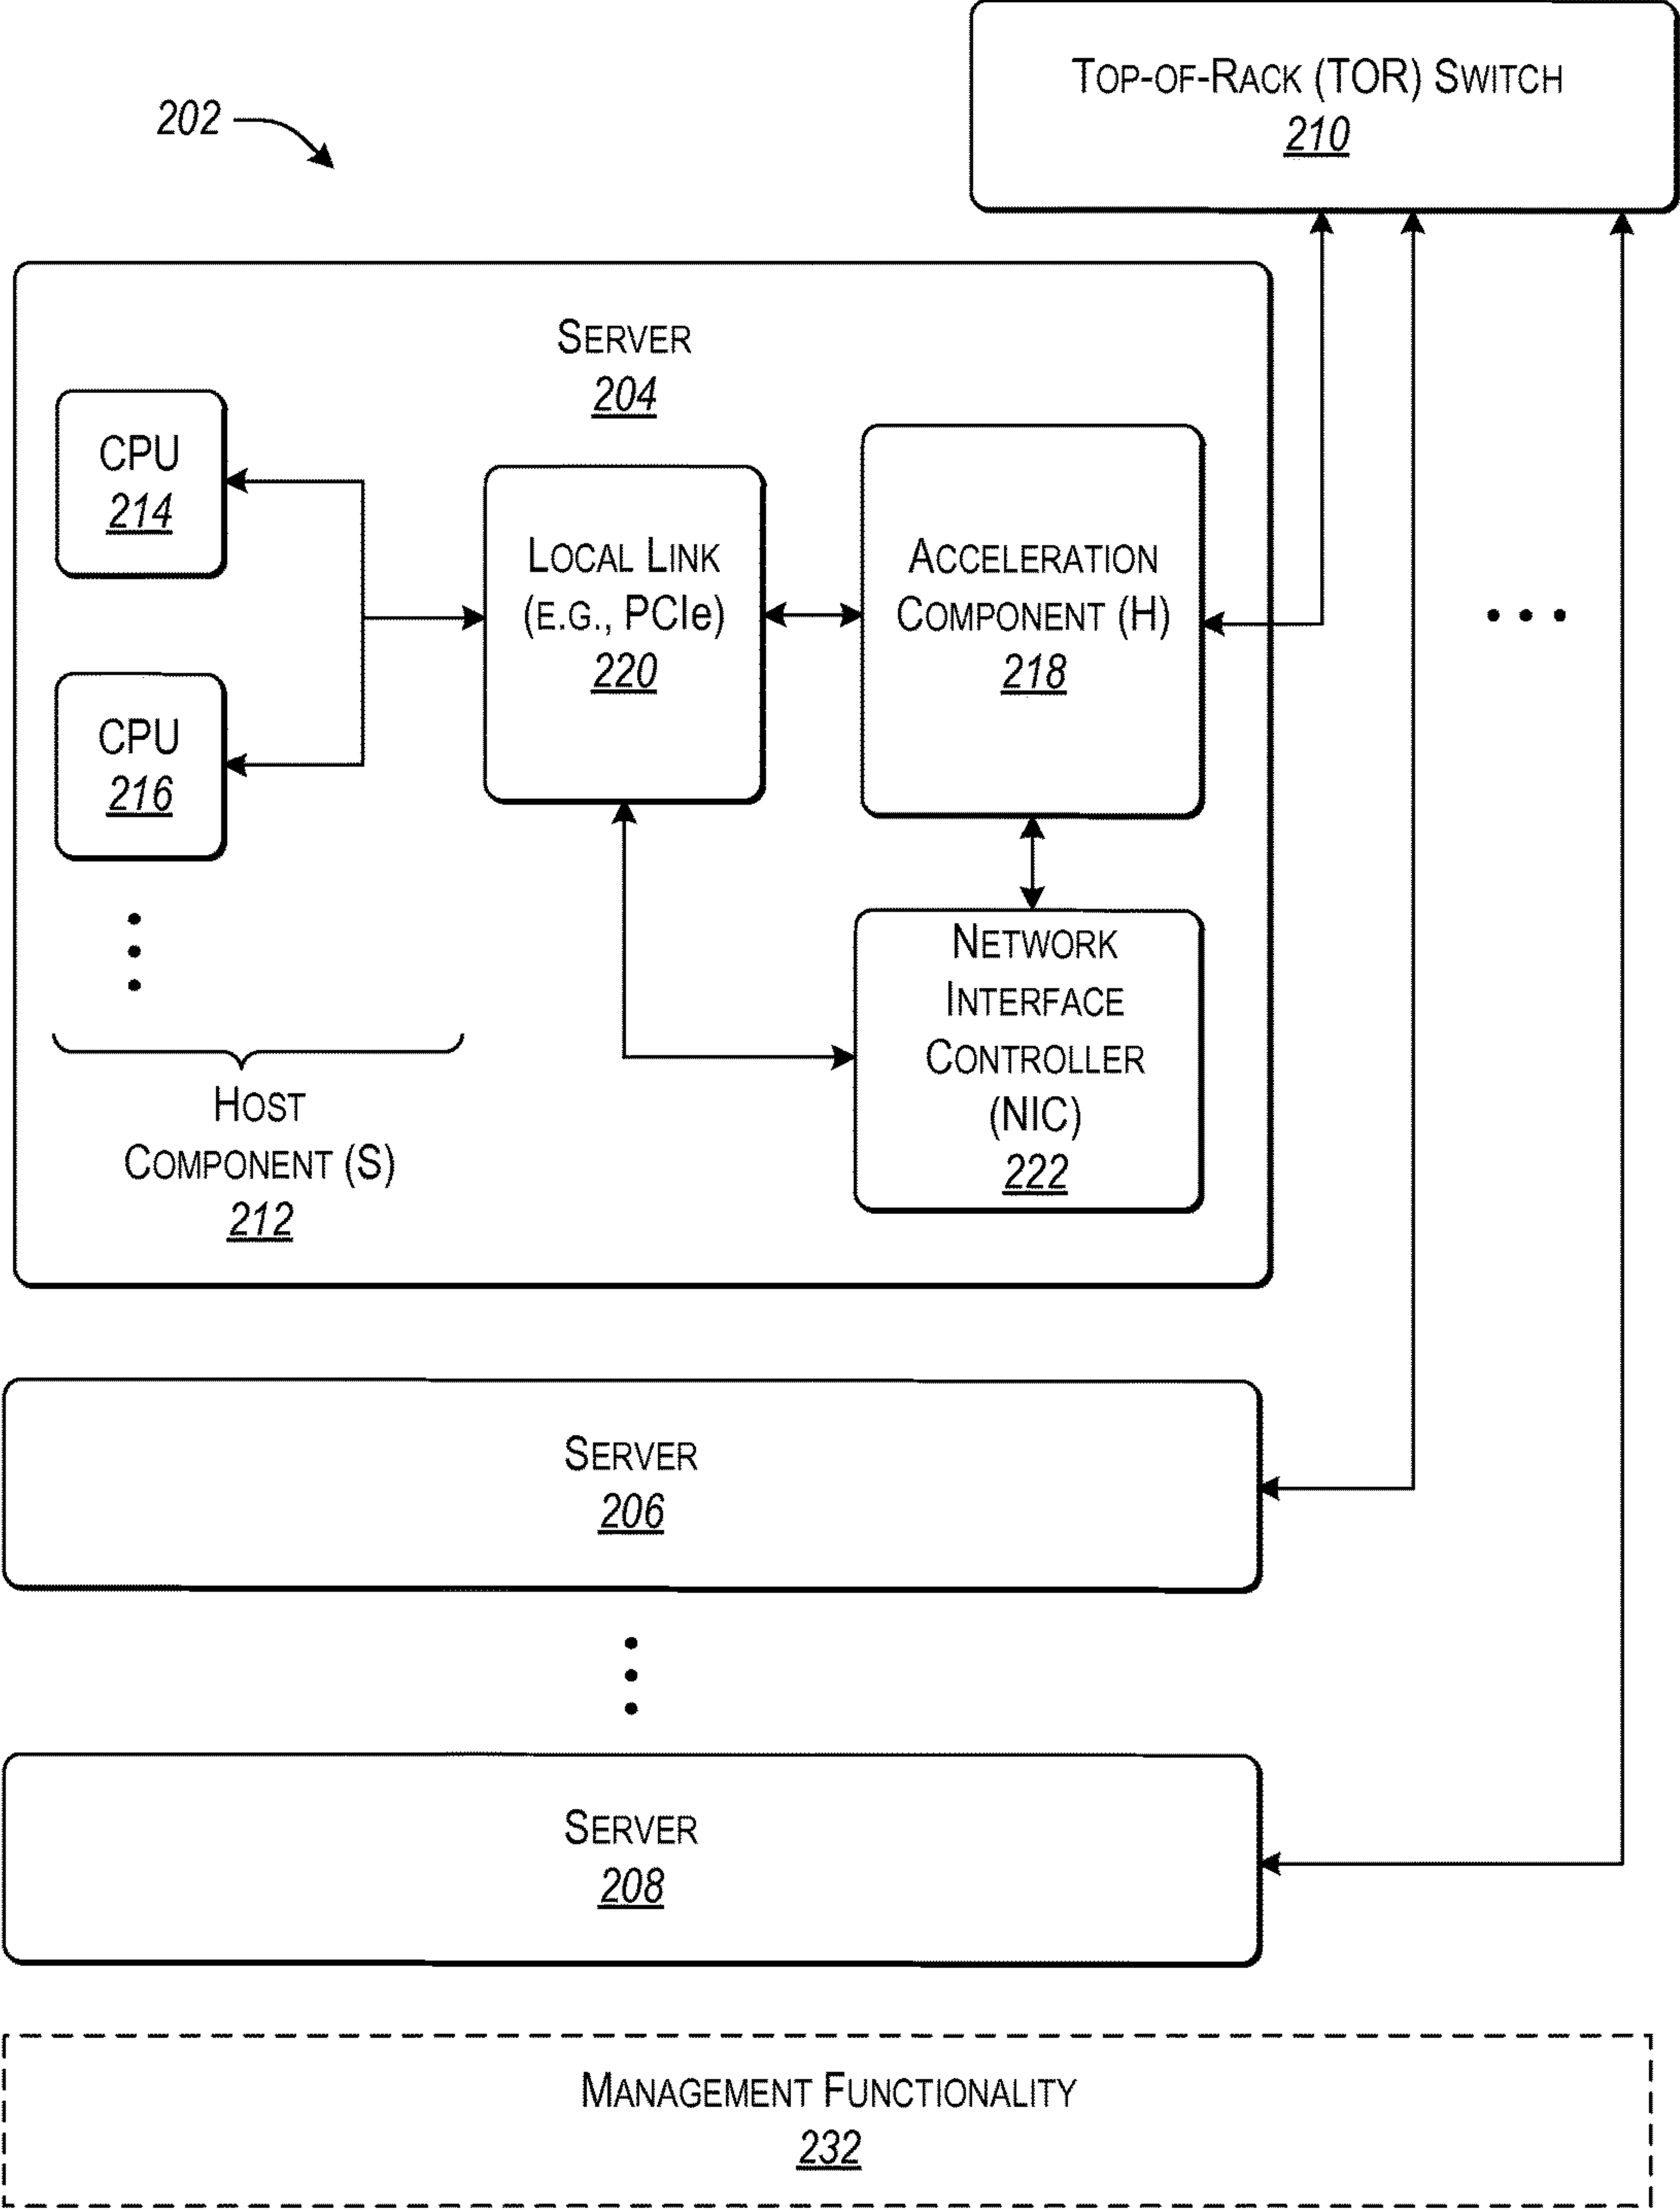 TOP-OF-RACK (TOR) SWITCH
210
202
SERVER
204
CPU
214
LOCAL LINK
(E.G., PCIe)
220
ACCELERATION
COMPONENT (H)
218
CPU
216
NETWORK
INTERFACE
CONTROLLER
(NIC)
222
HOST
COMPONENT (S)
212
SERVER
206
SERVER
208
MANAGEMENT FUNCTIONALITY
232